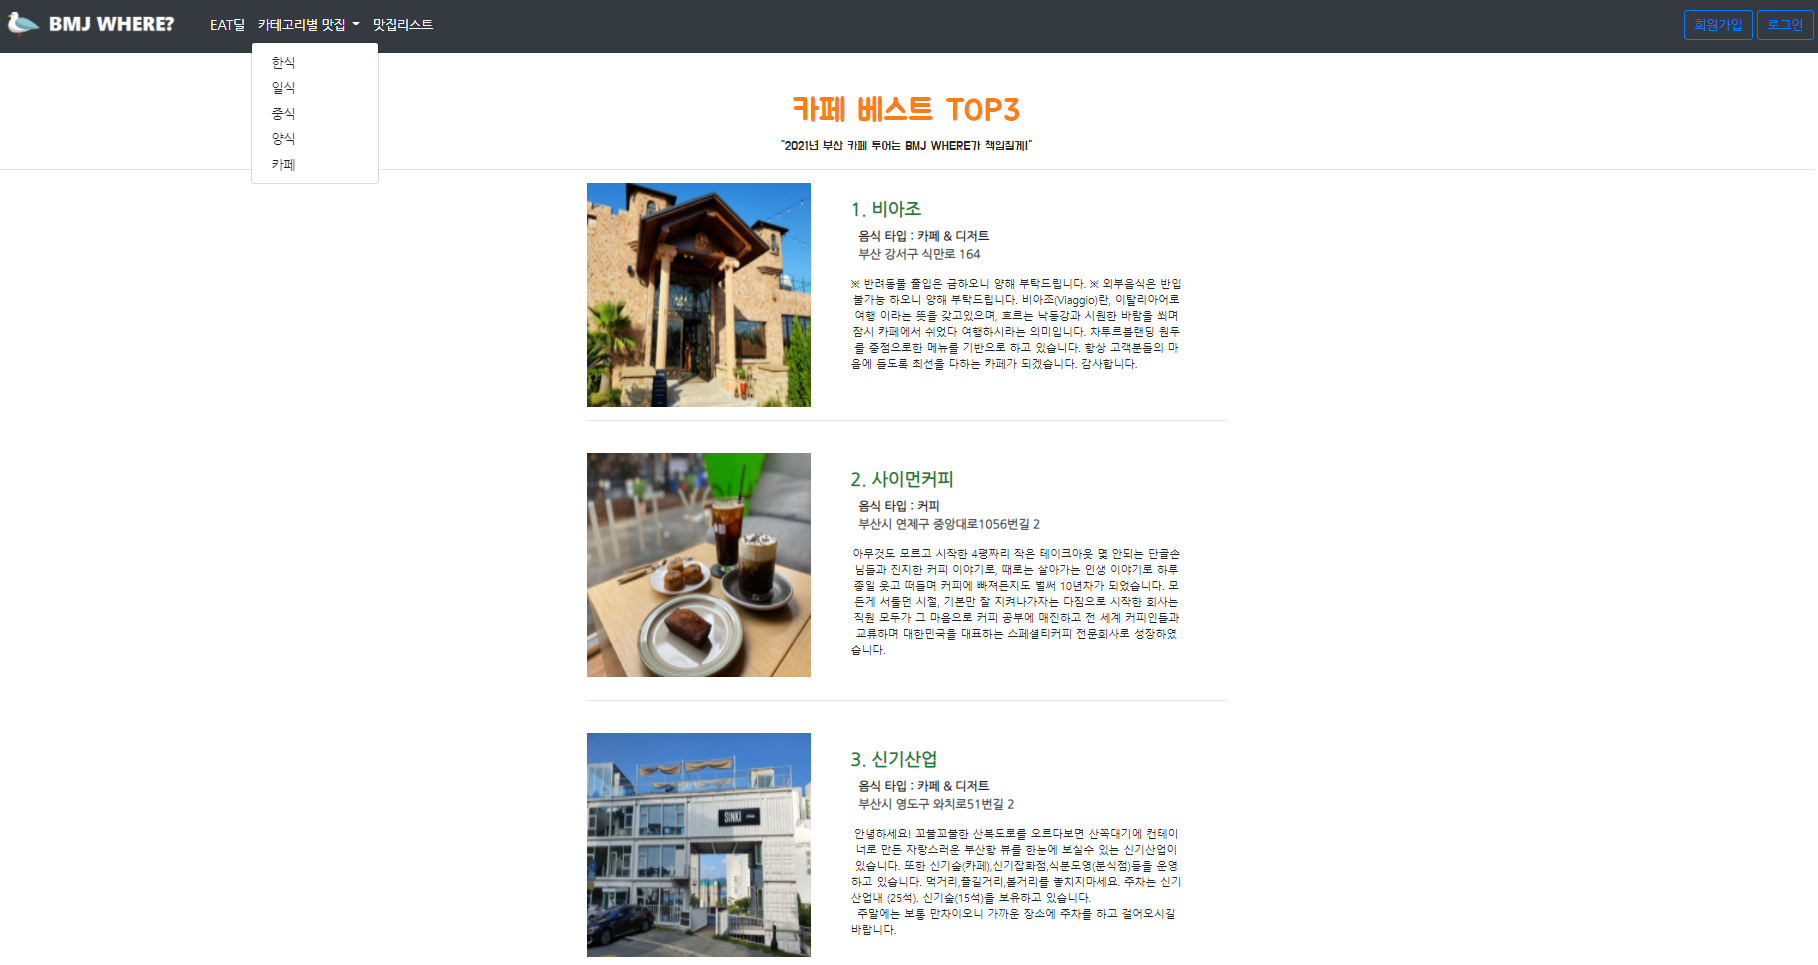 BMJ WHERE?
EAT딜 카테고리별 맛집 맛집리스트
회원가입 로그인
한식
일식
중식
양식
카페
카페 베스트 TOP3
"2021년 부산 카페 투어는 BMJ WHERE가 책임질게!"
1. 비아조
음식 타입 : 카페 & 디저트
부산 강서구 식만로 164
※ 반려동물 출입은 금하오니 양해 부탁드립니다. ※ 외부음식은 반입
불가능 하오니 양해 부탁드립니다. 비아조(Viaggio)란, 이탈리아어로
여행 이라는 뜻을 갖고있으며, 흐르는 낙동강과 시원한 바람을 쐬며
잠시 카페에서 쉬었다 여행하시라는 의미입니다. 차투르블랜딩 원두
를 중점으로한 메뉴를 기반으로 하고 있습니다. 항상 고객분들의 마
음에 들도록 최선을 다하는 카페가 되겠습니다. 감사합니다.
2. 사이먼커피
음식 타입 : 커피
부산시 연제구 중앙대로1056번길 2
아무것도 모르고 시작한 4평짜리 작은 테이크아웃 몇 안되는 단골손
님들과 진지한 커피 이야기로, 때로는 살아가는 인생 이야기로 하루
종일 웃고 떠들며 커피에 빠져든지도 벌써 10년차가 되었습니다. 모
든게 서툴던 시절, 기본만 잘 지켜나가자는 다짐으로 시작한 회사는
직원 모두가 그 마음으로 커피 공부에 매진하고 전 세계 커피인들과
교류하며 대한민국을 대표하는 스페셜티커피 전문회사로 성장하였
습니다.
SINKI
3. 신기산업
음식 타입 : 카페 & 디저트
부산시 영도구 와치로51번길 2
안녕하세요! 꼬불꼬불한 산복도로를 오르다보면 산꼭대기에 컨테이
너로 만든 자랑스러운 부산항 뷰를 한눈에 보실수 있는 신기산업이
있습니다. 또한 신기숲(카페),신기잡화점,식분도영(분식점)등을 운영
하고 있습니다. 먹거리,즐길거리,볼거리를 놓치지마세요. 주차는 신기
산업내 (25석). 신기숲(15석)을 보유하고 있습니다.
주말에는 보통 만차이오니 가까운 장소에 주차를 하고 걸어오시길
바랍니다.